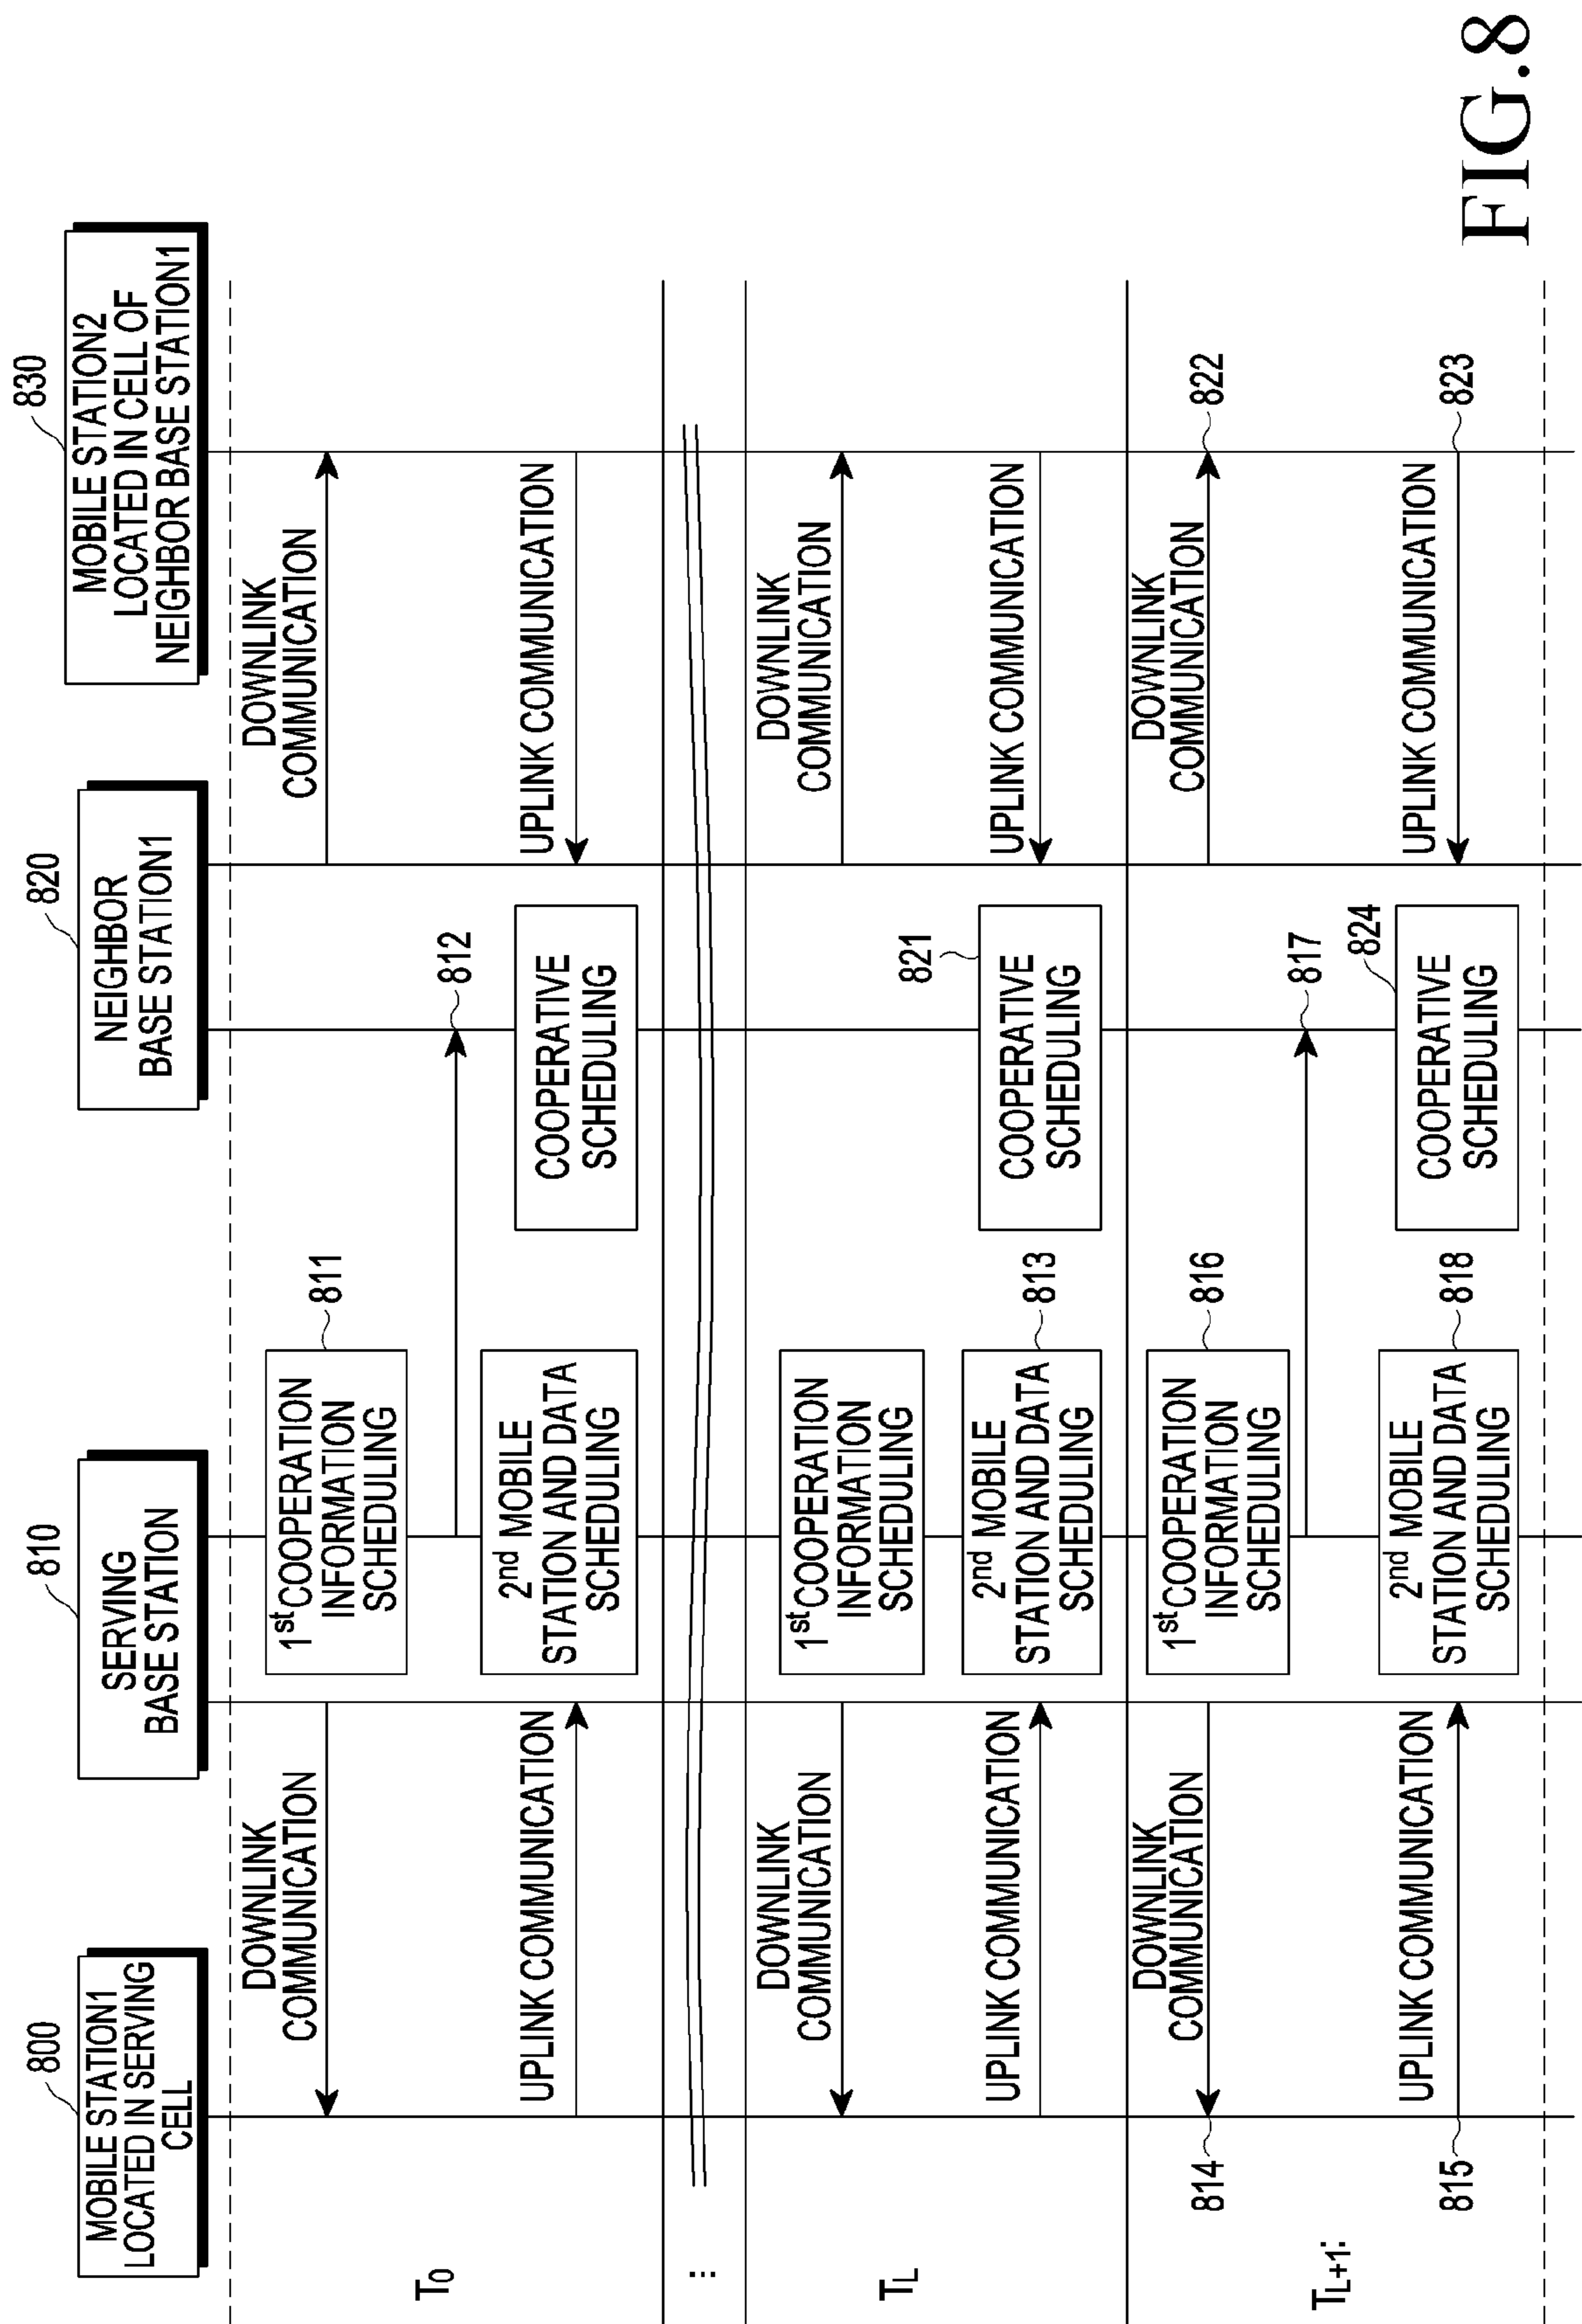 800
MOBILE STATION1
LOCATED IN SERVING
CELL
810
SERVING
BASE STATION
820
NEIGHBOR
BASE STATION1
830
MOBILE STATION2
LOCATED IN CELL OF
NEIGHBOR BASE STATION1
T0
DOWNLINK
COMMUNICATION
1st COOPERATION
INFORMATION
SCHEDULING
811
DOWNLINK
COMMUNICATION
812
UPLINK COMMUNICATION
2nd MOBILE
STATION AND DATA
SCHEDULING
COOPERATIVE
SCHEDULING
UPLINK COMMUNICATION
...
TL
DOWNLINK
COMMUNICATION
1st COOPERATION
INFORMATION
SCHEDULING
DOWNLINK
COMMUNICATION
UPLINK COMMUNICATION
2nd MOBILE
STATION AND DATA
SCHEDULING
813
COOPERATIVE
SCHEDULING
821
UPLINK COMMUNICATION
TL+1:
814
DOWNLINK
COMMUNICATION
1st COOPERATION
INFORMATION
SCHEDULING
816
DOWNLINK
COMMUNICATION
822
817
815
UPLINK COMMUNICATION
2nd MOBILE
STATION AND DATA
SCHEDULING
818
COOPERATIVE
SCHEDULING
824
UPLINK COMMUNICATION
823
FIG.8